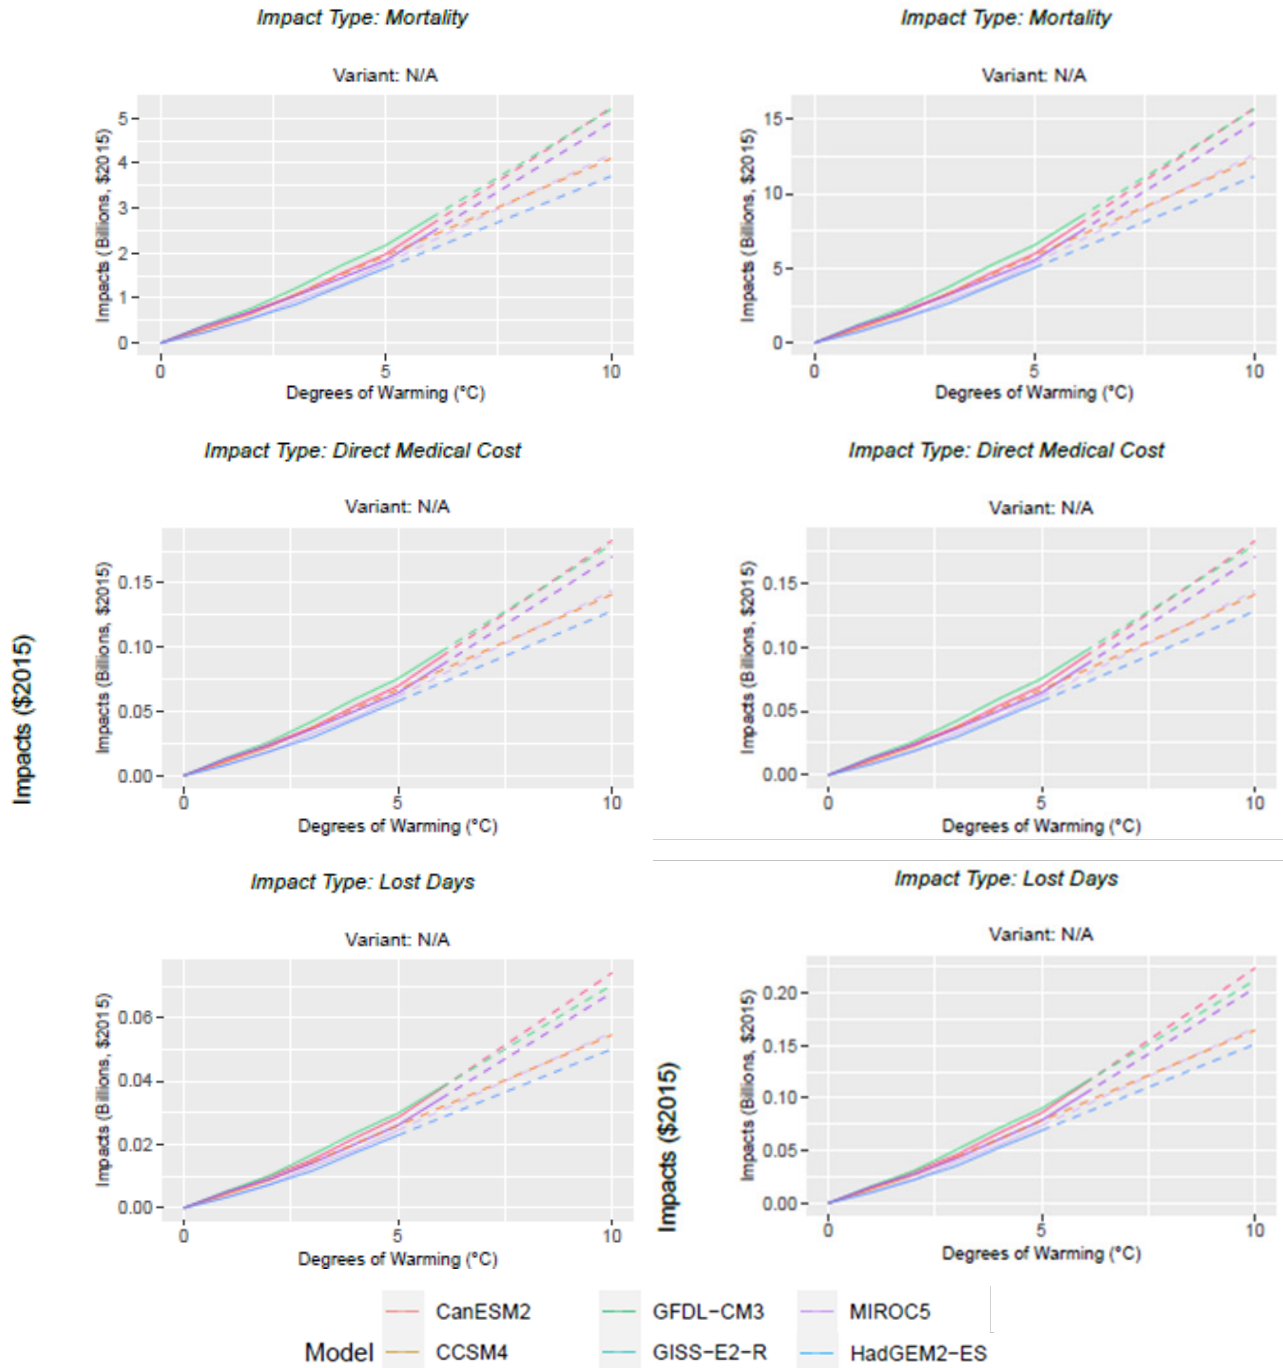 Impact Type: Mortality
Variant: N/A
Impacts (Billions, $2015)
5
4
3
2
1
0
0 5 10
Degrees of Warming (°C)
Impact Type: Mortality
Variant: N/A
Impacts (Billions, $2015)
15
10
5
0
0 5 10
Degrees of Warming (°C)
Impacts ($2015)
Impact Type: Direct Medical Cost
Variant: N/A
Impacts (Billions, $2015)
0.15
0.10
0.05
0.00
0 5 10
Degrees of Warming (°C)
Impact Type: Direct Medical Cost
Variant: N/A
Impacts (Billions, $2015)
0.15
0.10
0.05
0.00
0 5 10
Degrees of Warming (°C)
Impact Type: Lost Days
Variant: N/A
Impacts (Billions, $2015)
0.06
0.04
0.02
0.00
0 5 10
Degrees of Warming (°C)
Impacts ($2015)
Impact Type: Lost Days
Variant: N/A
Impacts (Billions, $2015)
0.20
0.15
0.10
0.05
0.00
0 5 10
Degrees of Warming (°C)
Model
CanESM2 GFDL−CM3 MIROC5
CCSM4 GISS−E2−R HadGEM2−ES